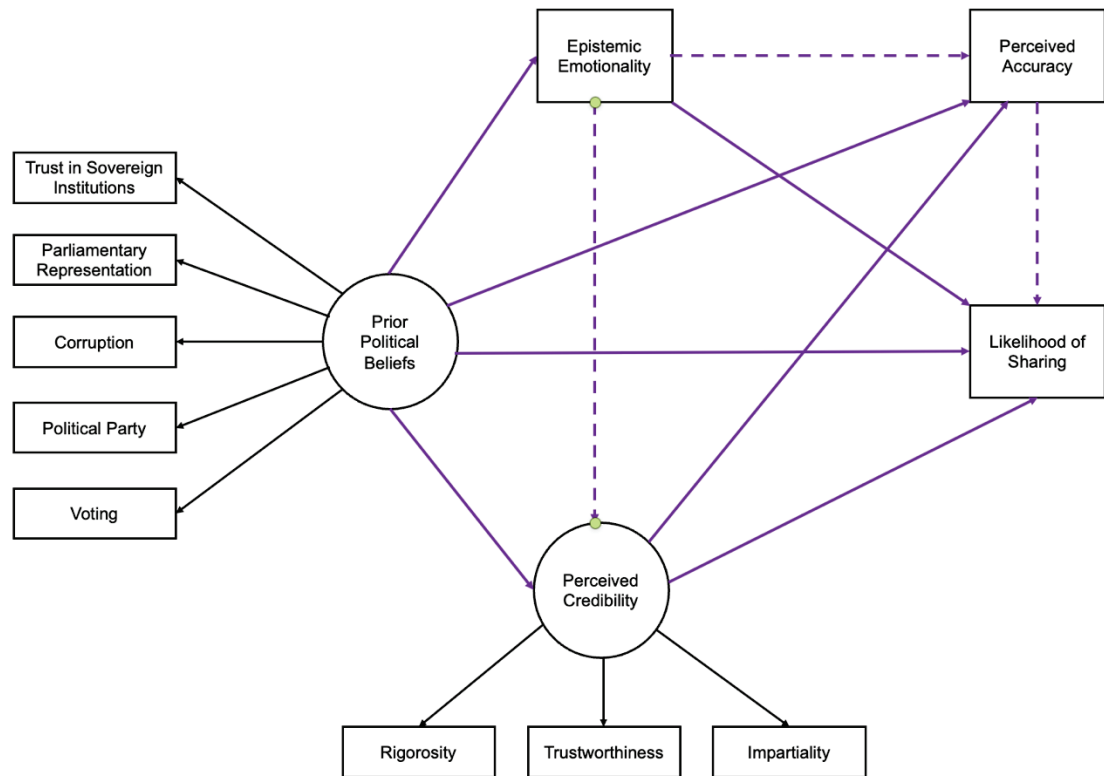 Epistemic
Emotionality
Perceived
Accuracy
Trust in Sovereign
Institutions
Parliamentary
Representation
Corruption
Political Party
Voting
Prior
Political
Beliefs
Likelihood of
Sharing
Perceived
Credibility
Rigorosity
Trustworthiness
Impartiality